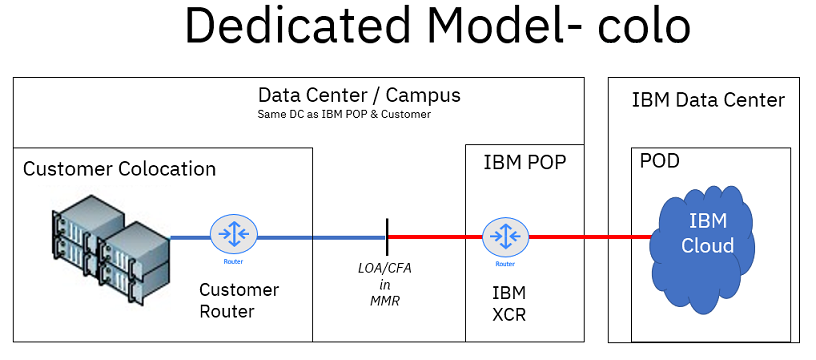 Dedicated Model- colo
Data Center / Campus
Same DC as IBM POP & Customer
IBM Data Center
Customer Colocation
IBM POP
POD
IBM
Cloud
Router
Router
LOA/CFA
in
MMR
Customer
Router
IBM
XCR